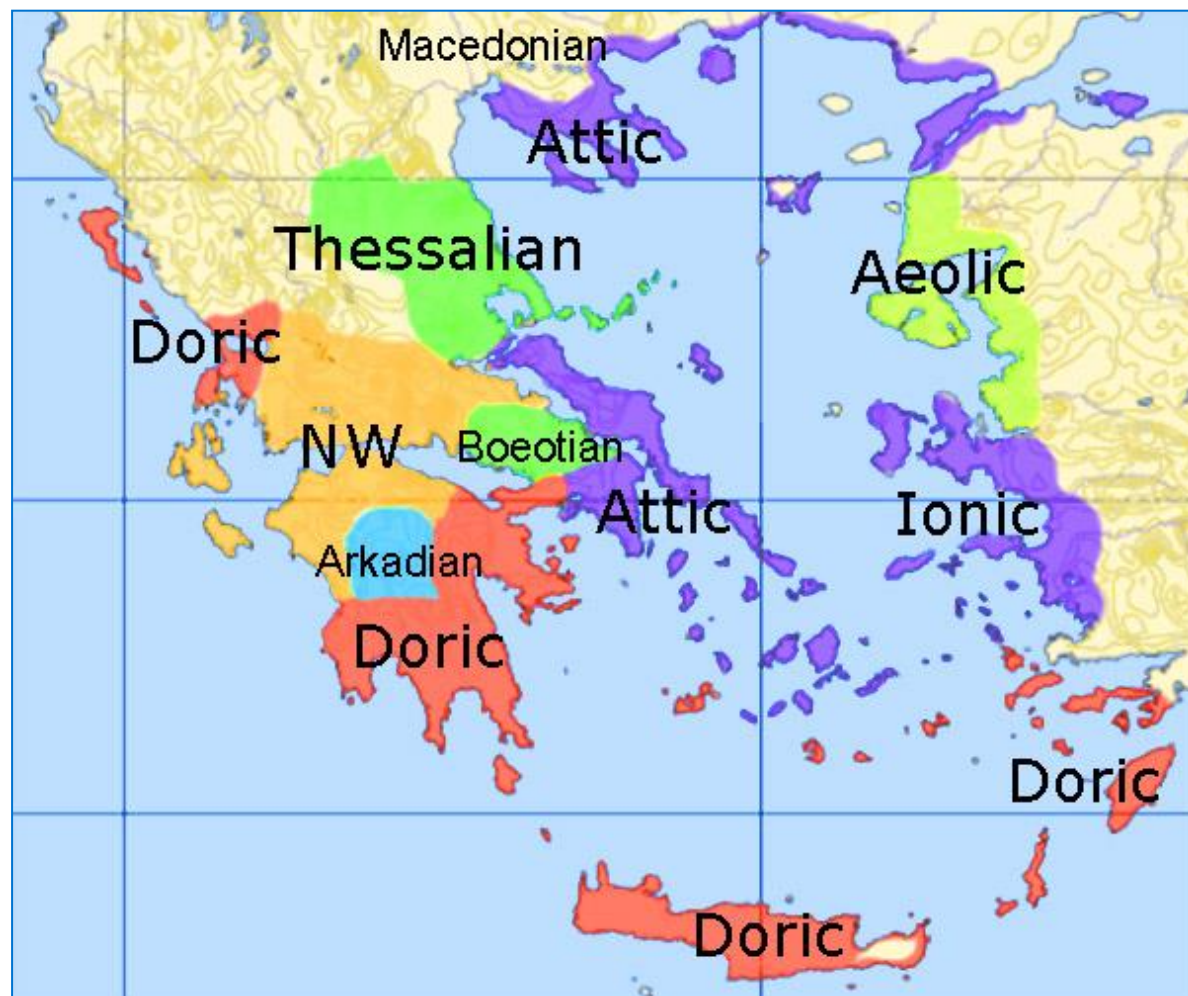 Macedonian
Attic
Thessalian
Aeolic
Doric
NW
Boeotian
Attic
Ionic
Arkadian
Doric
Doric
Doric